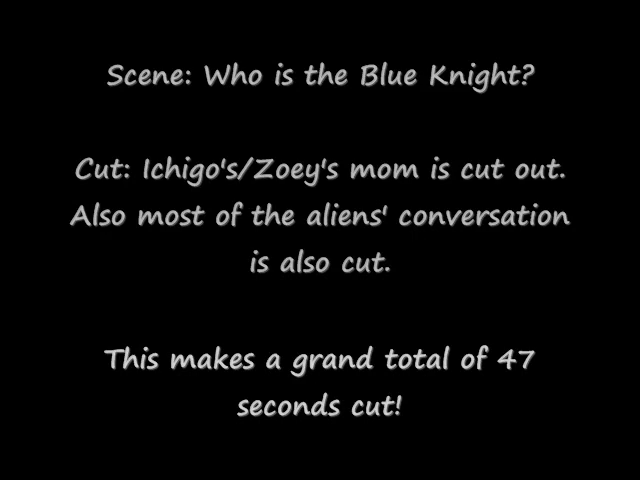 Scene: Who is the Blue Knight?
Cut: Ichigo's/Zoey's mom is cut out.
Also most of the aliens' conversation
is also cut.
This makes a grand total of 47
seconds cut!